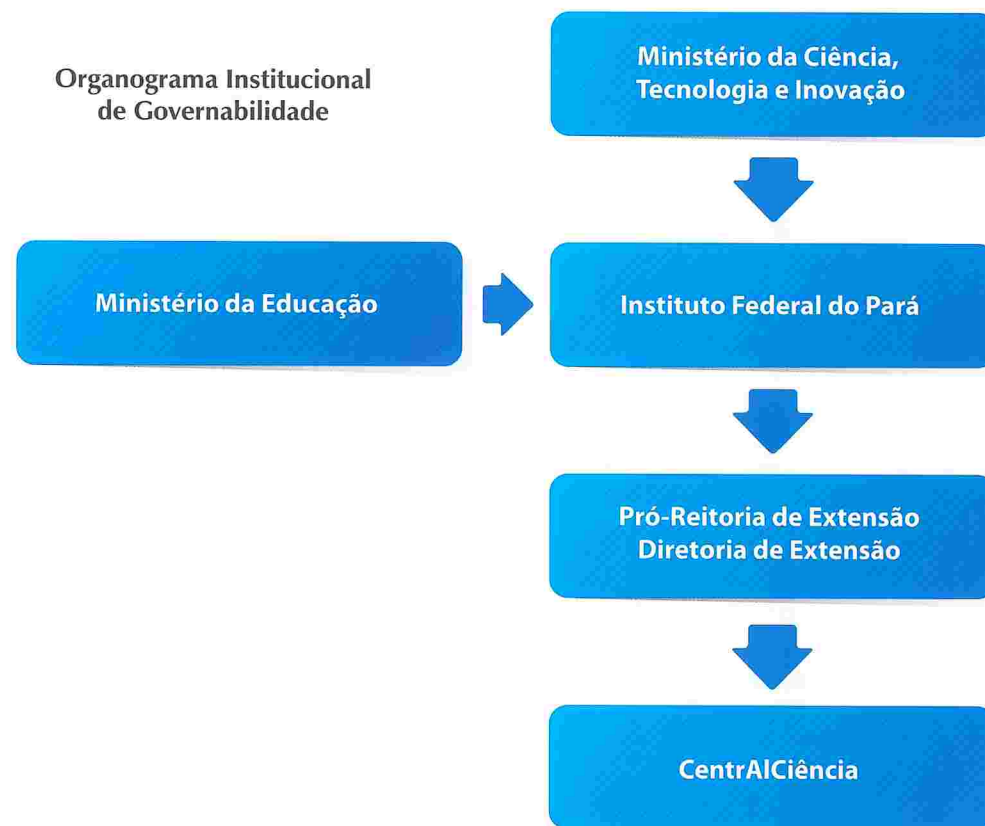 Organograma Institucional
de Governabilidade
Ministério da Ciência,
Tecnologia e Inovação
Ministério da Educação
Instituto Federal do Pará
Pró-Reitoria de Extensão
Diretoria de Extensão
CentrAlCiência